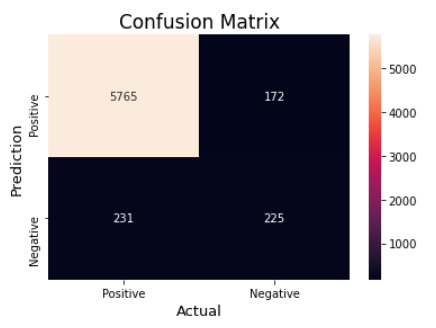 Confusion Matrix
Prediction
Positive
Negative
5765
172
231
225
Positive
Negative
Actual
5000
4000
3000
2000
1000